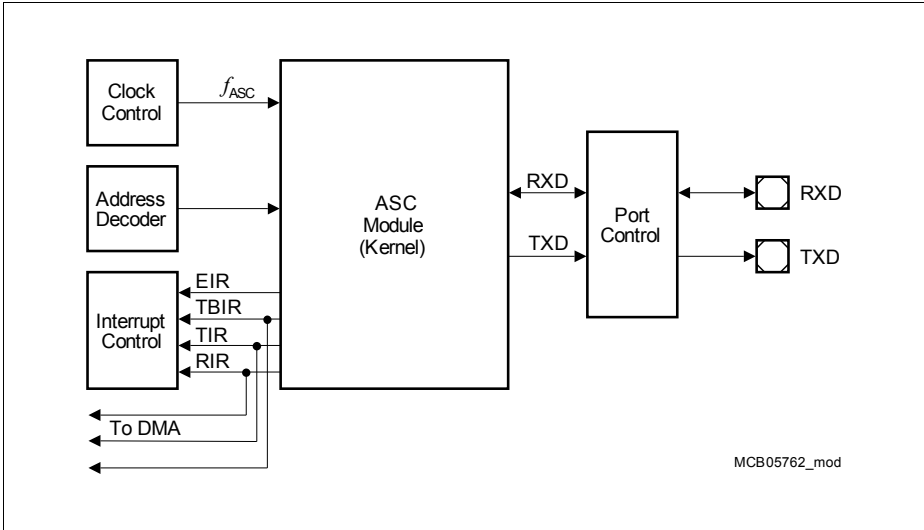 Clock
Control
fASC
Address
Decoder
ASC
Module
(Kernel)
RXD
TXD
Port
Control
RXD
TXD
Interrupt
Control
EIR
TBIR
TIR
RIR
To DMA
MCB05762_mod